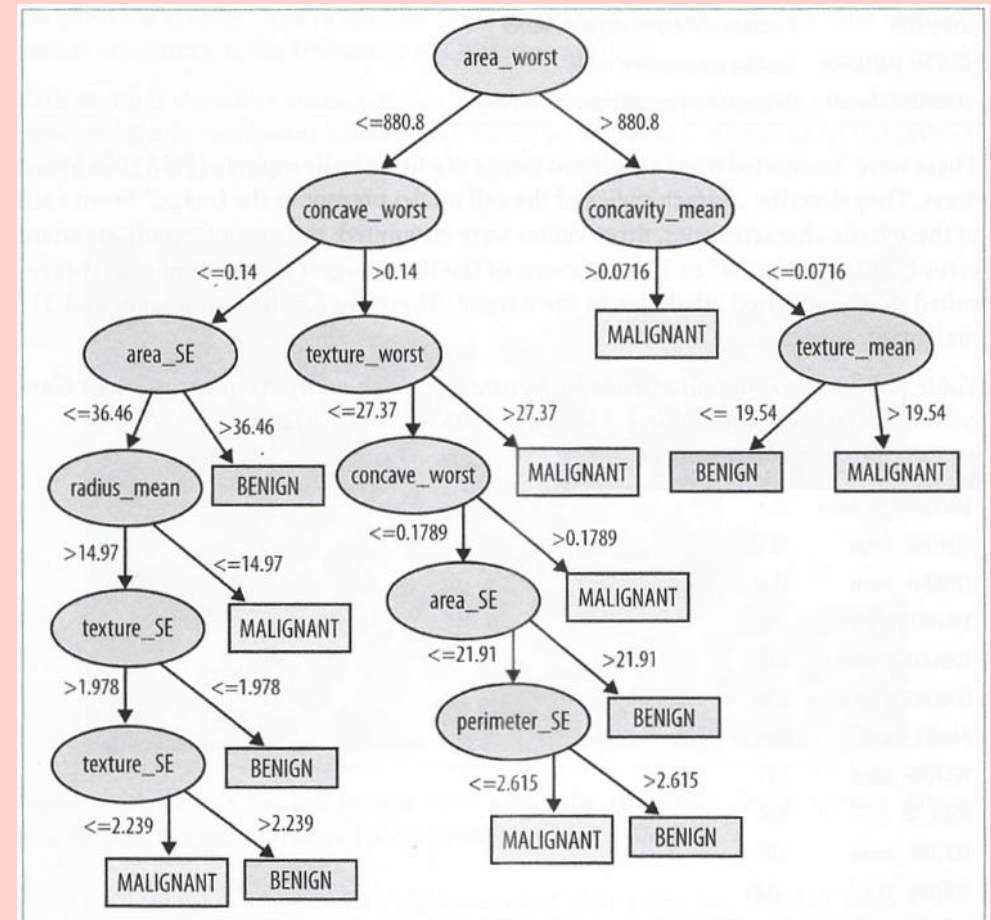 area_worst
<=880.8
> 880.8
concave_worst
concavity_mean
<=0.14
>0.14
>0.0716
<=0.0716
area_SE
texture_worst
MALIGNANT
texture_mean
<=36.46
>36.46
<=27.37
>27.37
<= 19.54
> 19.54
radius_mean
BENIGN
concave_worst
MALIGNANT
BENIGN
MALIGNANT
>14.97
<=14.97
<=0.1789
>0.1789
texture_SE
MALIGNANT
area_SE
MALIGNANT
>1.978
<=1.978
<=21.91
>21.91
texture_SE
BENIGN
perimeter_SE
BENIGN
<=2.239
>2.239
<=2.615
>2.615
MALIGNANT
BENIGN
MALIGNANT
BENIGN